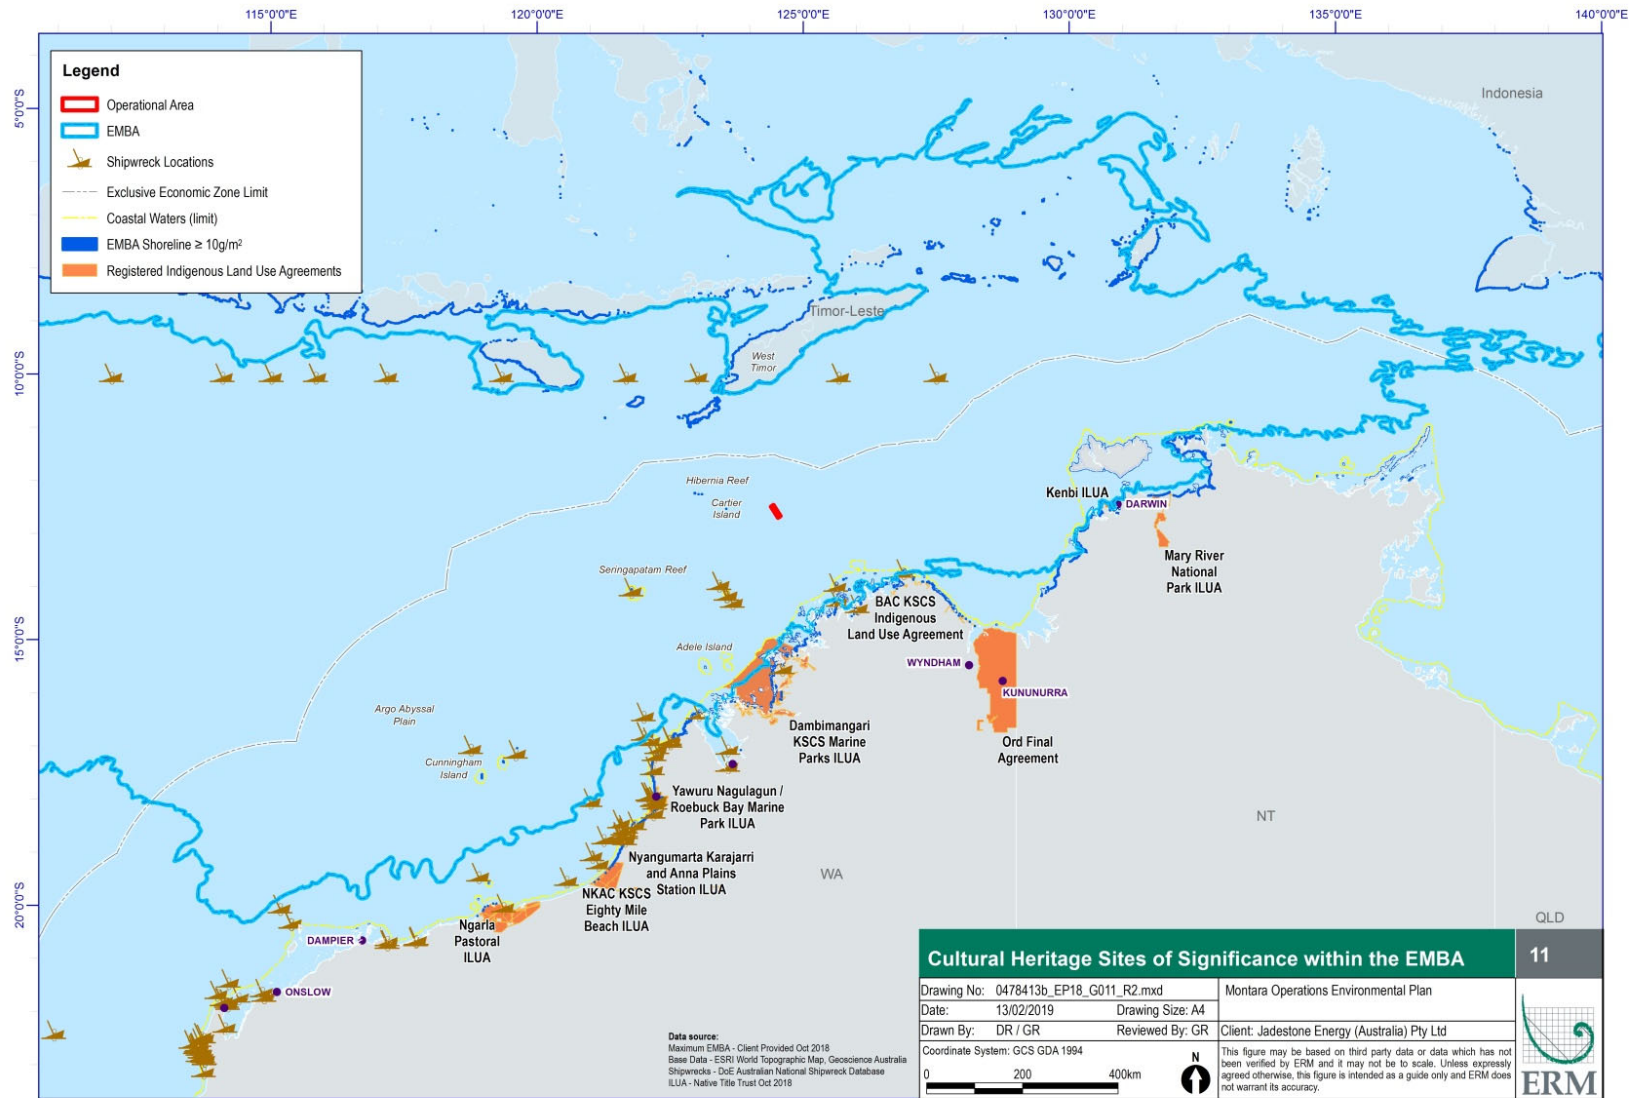 115°0'0"E
120°0'0"E
125°0'0"E
130°0'0"E
135°0'0"E
140°0'0"E
5°0'0"S
10°0'0"S
15°0'0"S
20°0'0"S
Legend
Operational Area
EMBA
Shipwreck Locations
Exclusive Economic Zone Limit
Coastal Waters (limit)
EMBA Shoreline ≥ 10g/m²
Registered Indigenous Land Use Agreements
Indonesia
Timor-Leste
West
Timor
Hibernia Reef
Cartier
Island
Kenbi ILUA
DARWIN
Mary River
National
Park ILUA
Seringapatam Reef
BAC KSCS
Indigenous
Land Use Agreement
Adele Island
WYNDHAM
KUNUNURRA
Argo Abyssal
Plain
Dambimangari
KSCS Marine
Parks ILUA
Ord Final
Agreement
Cunningham
Island
Yawuru Nagulagun /
Roebuck Bay Marine
Park ILUA
NT
Nyangumarta Karajarri
and Anna Plains
Station ILUA
WA
NKAC KSCS
Eighty Mile
Beach ILUA
QLD
Ngarla
Pastoral
ILUA
DAMPIER
ONSLOW
Data source:
Maximum EMBA - Client Provided Oct 2018
Base Data - ESRI World Topographic Map, Geoscience Australia
Shipwrecks - DoE Australian National Shipwreck Database
ILUA - Native Title Trust Oct 2018
Cultural Heritage Sites of Significance within the EMBA
11
Drawing No: 0478413b_EP18_G011_R2.mxd
Montara Operations Environmental Plan
Date: 13/02/2019 Drawing Size: A4
Drawn By: DR / GR Reviewed By: GR
Client: Jadestone Energy (Australia) Pty Ltd
Coordinate System: GCS GDA 1994
0 200 400km
N
This figure may be based on third party data or data which has not
been verified by ERM and it may not be to scale. Unless expressly
agreed otherwise, this figure is intended as a guide only and ERM does
not warrant its accuracy.
ERM